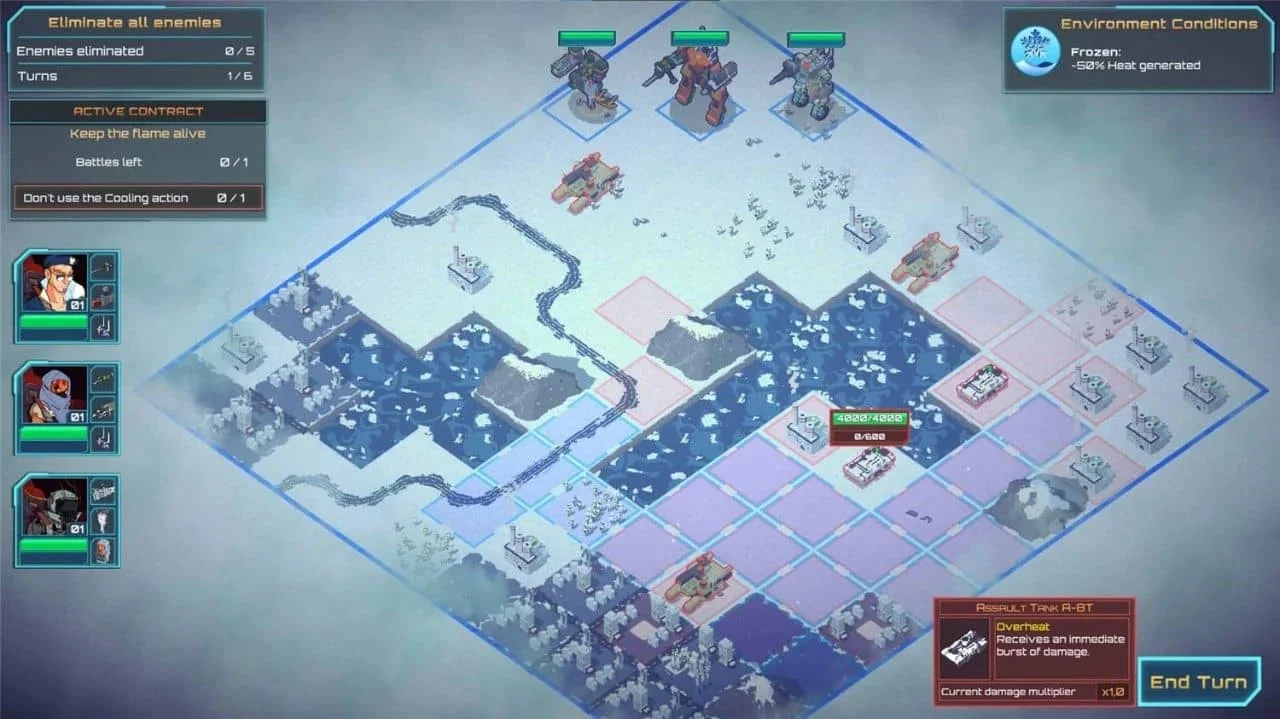 Eliminate all enemies
Enemies eliminated 0/5
Turns 1/6
ACTIVE CONTRACT
Keep the flame alive
Battles left 0/1
Don't use the Cooling action 0/1
Environment Conditions
Frozen:
-50% Heat generated
01
01
01
4000/4000
0/600
ASSAULT TANK A-8T
Overheat
Receives an immediate
burst of damage.
Current damage multiplier x1,0
End Turn